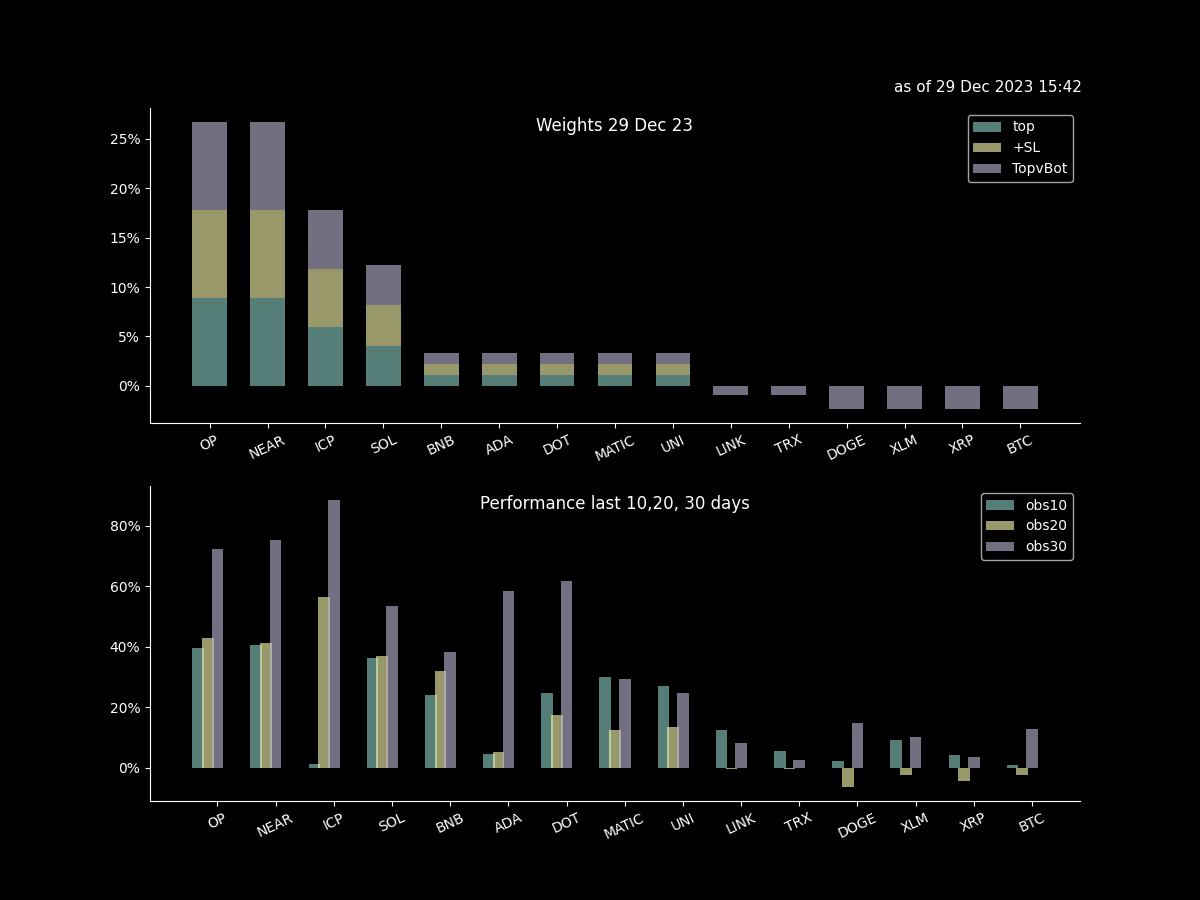 as of 29 Dec 2023 15:42
Weights 29 Dec 23
top
+SL
TopvBot
25%
20%
15%
10%
5%
0%
OP NEAR ICP SOL BNB ADA DOT MATIC UNI LINK TRX DOGE XLM XRP BTC
Performance last 10,20, 30 days
obs10
obs20
obs30
80%
60%
40%
20%
0%
OP NEAR ICP SOL BNB ADA DOT MATIC UNI LINK TRX DOGE XLM XRP BTC